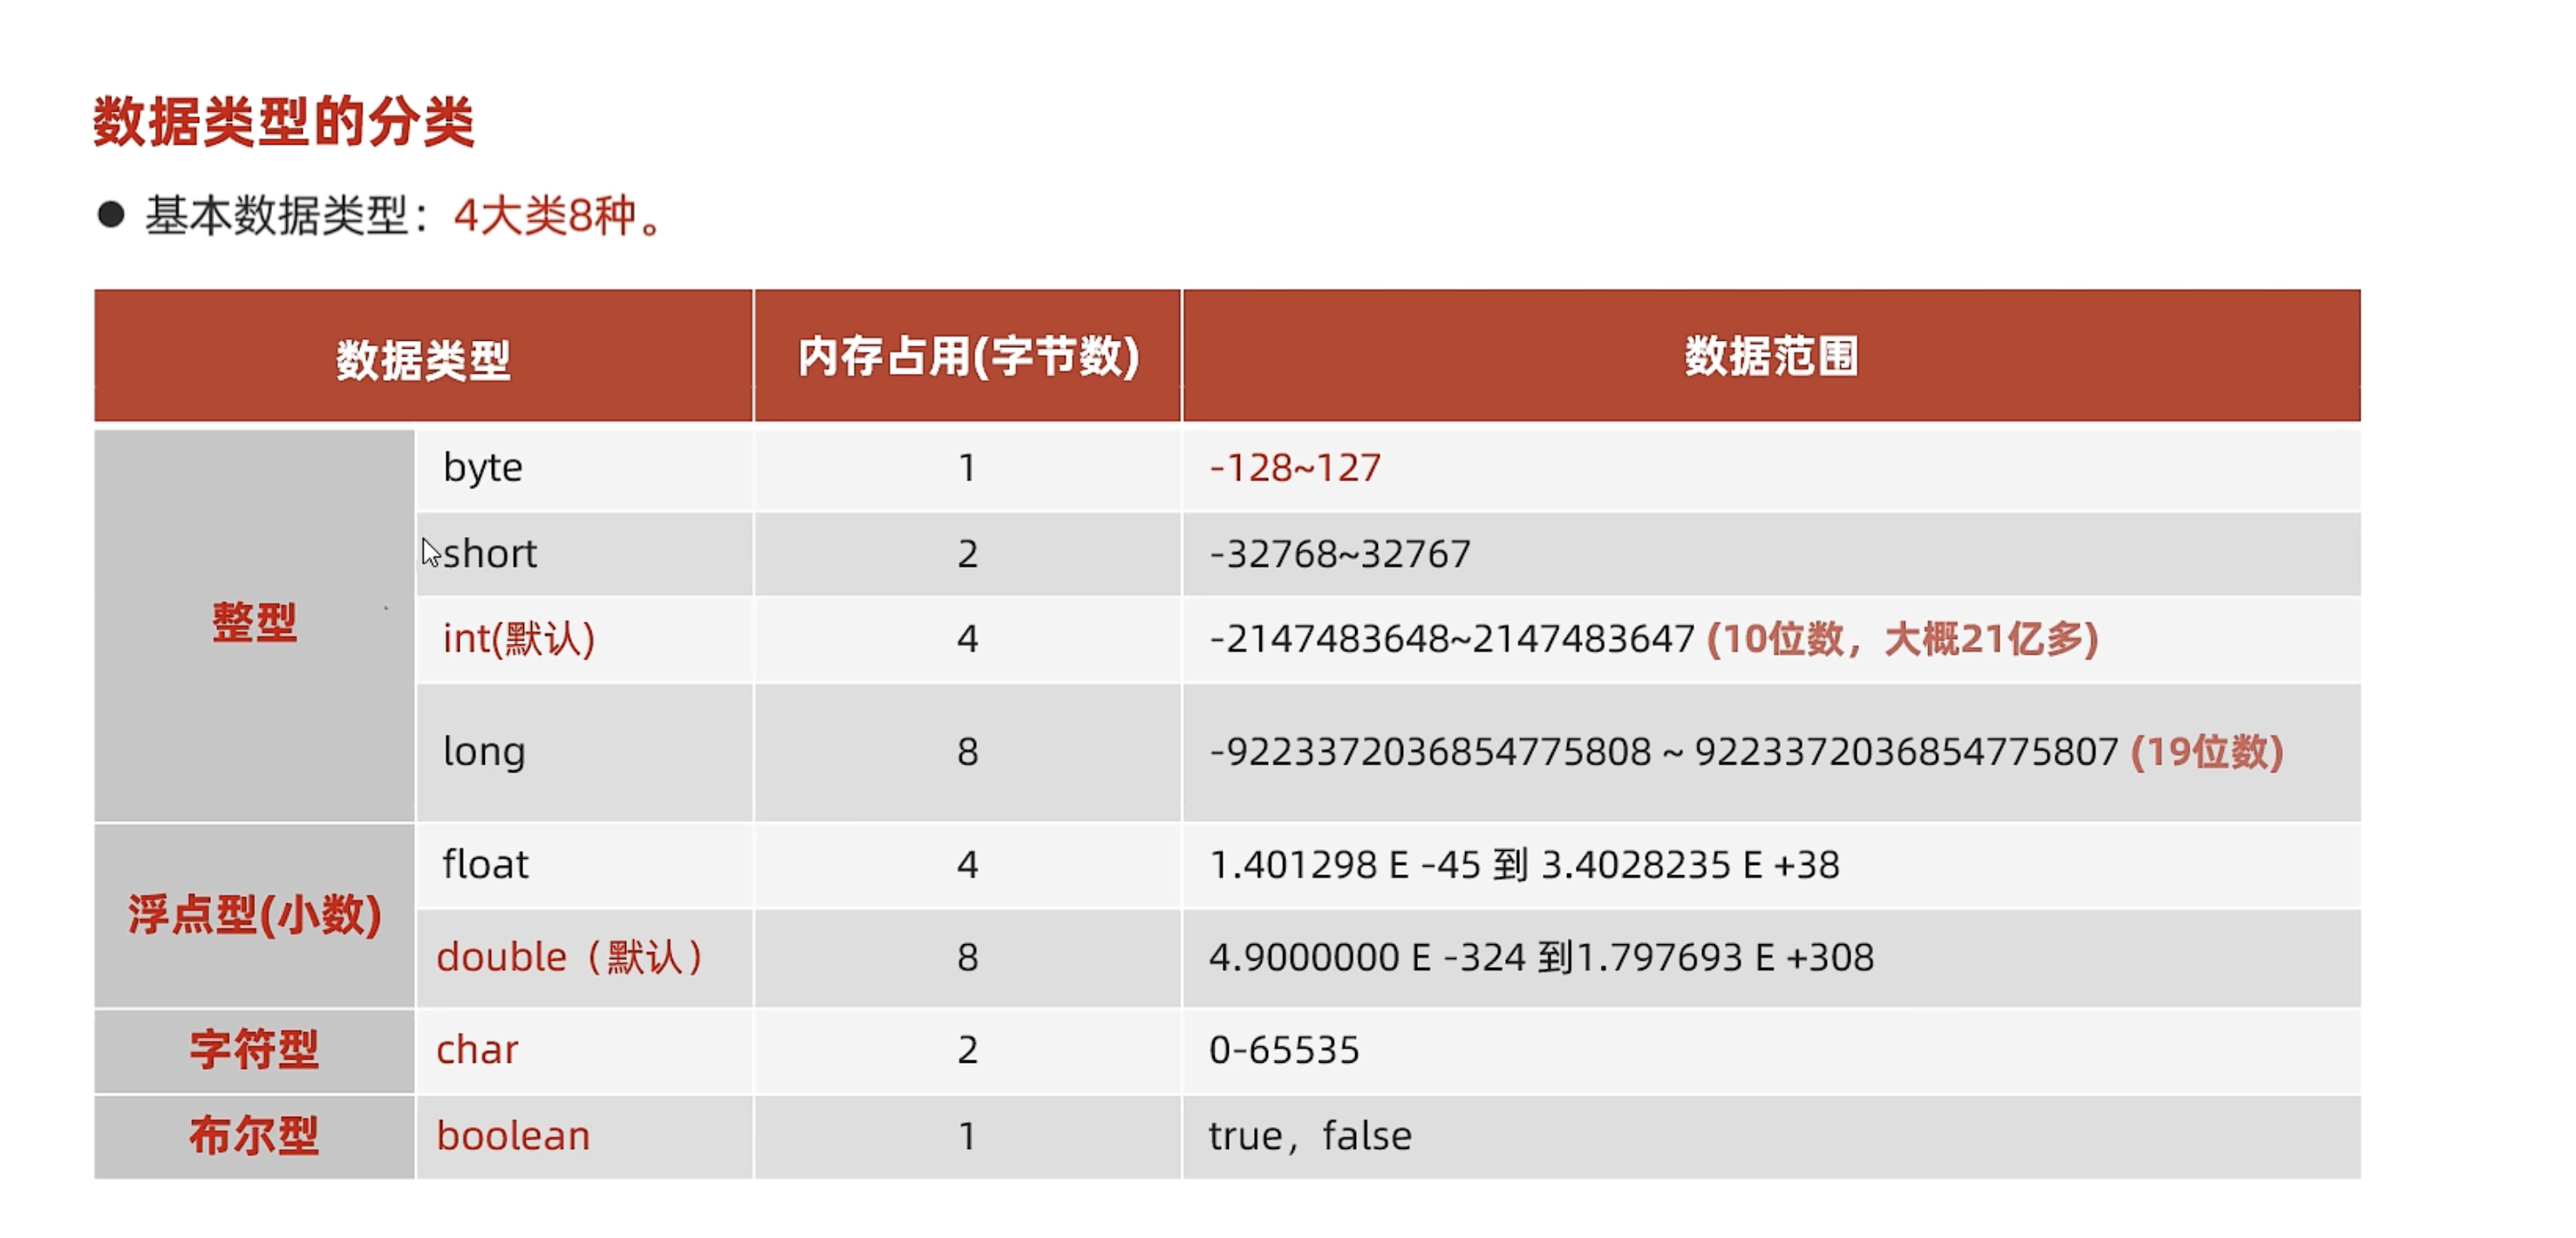 数据类型的分类
● 基本数据类型：4大类8种。
数据类型 内存占用(字节数) 数据范围
整型
byte 1 -128~127
short 2 -32768~32767
int(默认) 4 -2147483648~2147483647 (10位数，大概21亿多)
long 8 -9223372036854775808 ~ 9223372036854775807 (19位数)
浮点型(小数)
float 4 1.401298 E -45 到 3.4028235 E +38
double（默认） 8 4.9000000 E -324 到1.797693 E +308
字符型 char 2 0-65535
布尔型 boolean 1 true，false